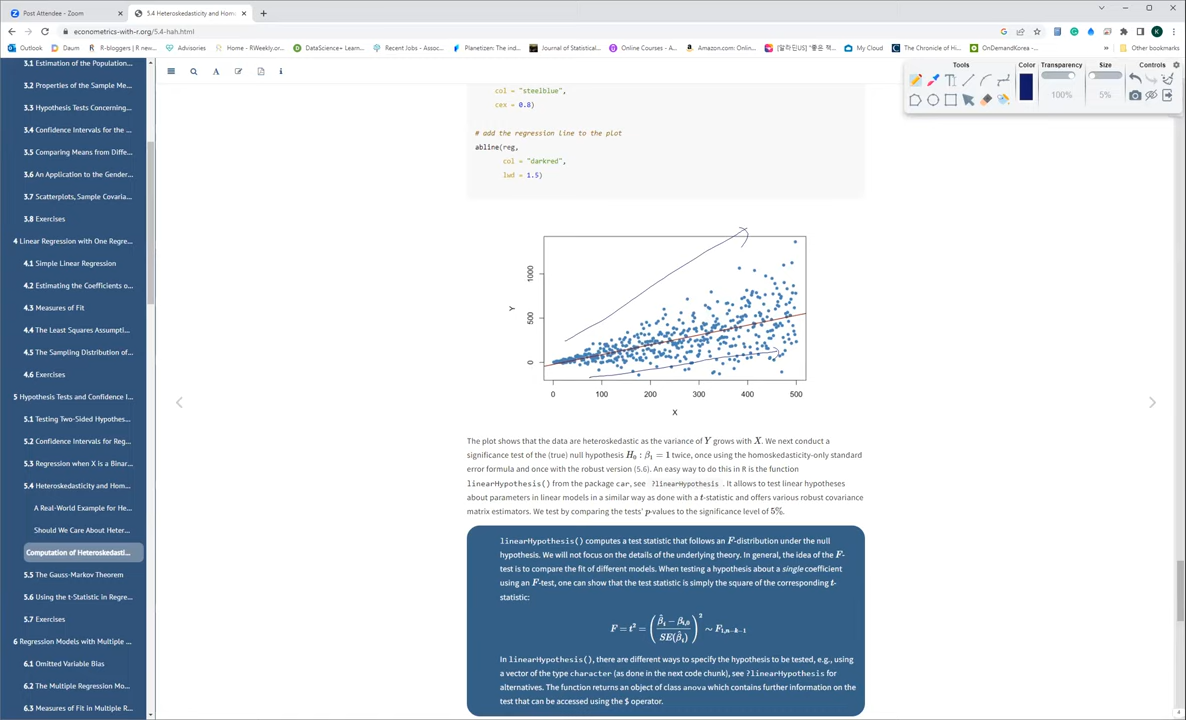 Post Attendee - Zoom
5.4 Heteroskedasticity and Hom
econometrics-with-r.org/5.4-hah.html
Outlook
Daum
R-bloggers | R new...
Advisories
Home - RWeekly.or...
DataScience+ Learn...
Recent Jobs - Assoc...
Planetizen: The ind...
Journal of Statistical...
Online Courses - A...
Amazon.com: Onlin...
[알라딘US] "좋은 책...
My Cloud
The Chronicle of Hi...
OnDemandKorea -
»
Other bookmarks
Tools
Color
Transparency
Size
Controls
100%
5%
3.1 Estimation of the Population...
3.2 Properties of the Sample Me...
3.3 Hypothesis Tests Concerning...
3.4 Confidence Intervals for the ...
3.5 Comparing Means from Diffe...
3.6 An Application to the Gender...
3.7 Scatterplots, Sample Covaria...
3.8 Exercises
4 Linear Regression with One Regre...
4.1 Simple Linear Regression
4.2 Estimating the Coefficients o...
4.3 Measures of Fit
4.4 The Least Squares Assumpti...
4.5 The Sampling Distribution of...
4.6 Exercises
5 Hypothesis Tests and Confidence I...
5.1 Testing Two-Sided Hypothes...
5.2 Confidence Intervals for Reg...
5.3 Regression when X is a Binar...
5.4 Heteroskedasticity and Hom...
A Real-World Example for He...
Should We Care About Heter...
Computation of Heteroskedasti...
5.5 The Gauss-Markov Theorem
5.6 Using the t-Statistic in Regre...
5.7 Exercises
6 Regression Models with Multiple ...
6.1 Omitted Variable Bias
6.2 The Multiple Regression Mo...
6.3 Measures of Fit in Multiple R...
col = "steelblue",
cex = 0.8)
# add the regression line to the plot
abline(reg,
col = "darkred",
lwd = 1.5)
1000
500
0
Y
0 100 200 300 400 500
X
The plot shows that the data are heteroskedastic as the variance of Y grows with X. We next conduct a
significance test of the (true) null hypothesis H₀ : β₁ = 1 twice, once using the homoskedasticity-only standard
error formula and once with the robust version (5.6). An easy way to do this in R is the function
linearHypothesis() from the package car, see ?linearHypothesis . It allows to test linear hypotheses
about parameters in linear models in a similar way as done with a t-statistic and offers various robust covariance
matrix estimators. We test by comparing the tests' p-values to the significance level of 5%.
linearHypothesis() computes a test statistic that follows an F-distribution under the null
hypothesis. We will not focus on the details of the underlying theory. In general, the idea of the F-
test is to compare the fit of different models. When testing a hypothesis about a single coefficient
using an F-test, one can show that the test statistic is simply the square of the corresponding t-
statistic:
F = t² = (β̂ᵢ − βᵢ,₀ / SE(β̂ᵢ))² ∼ F₁,ₙ₋ₖ₋₁
In linearHypothesis(), there are different ways to specify the hypothesis to be tested, e.g., using
a vector of the type character (as done in the next code chunk), see ?linearHypothesis for
alternatives. The function returns an object of class anova which contains further information on the
test that can be accessed using the $ operator.